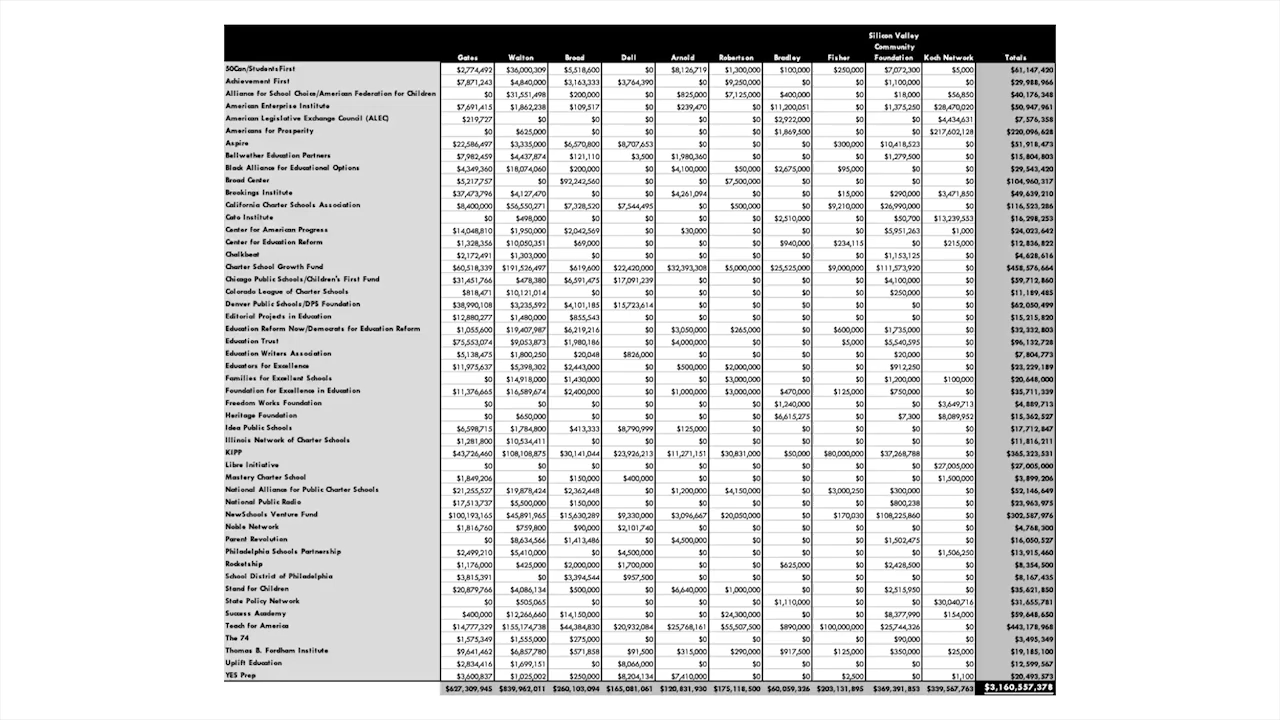 Silicon Valley
Community
Gates Walton Broad Dell Arnold Robertson Bradley Fisher Foundation Koch Network Totals
50Can/StudentsFirst $2,774,492 $36,000,309 $5,518,600 $0 $8,126,719 $1,300,000 $100,000 $250,000 $7,072,300 $5,000 $61,147,420
Achievement First $7,871,243 $4,840,000 $3,163,333 $3,764,390 $0 $9,250,000 $0 $0 $1,100,000 $0 $29,988,966
Alliance for School Choice/American Federation for Children $0 $31,551,498 $200,000 $0 $825,000 $7,125,000 $400,000 $0 $18,000 $56,850 $40,176,348
American Enterprise Institute $7,691,415 $1,862,238 $109,517 $0 $239,470 $0 $11,200,051 $0 $1,375,250 $28,470,020 $50,947,961
American Legislative Exchange Council (ALEC) $219,727 $0 $0 $0 $0 $0 $2,922,000 $0 $0 $4,434,631 $7,576,358
Americans for Prosperity $0 $625,000 $0 $0 $0 $0 $1,869,500 $0 $0 $217,602,128 $220,096,628
Aspire $22,586,497 $3,335,000 $6,570,800 $8,707,653 $0 $0 $0 $300,000 $10,418,523 $0 $51,918,473
Bellwether Education Partners $7,982,459 $4,437,874 $121,110 $3,500 $1,980,360 $0 $0 $0 $1,279,500 $0 $15,804,803
Black Alliance for Educational Options $4,349,360 $18,074,060 $200,000 $0 $4,100,000 $50,000 $2,675,000 $95,000 $0 $0 $29,543,420
Broad Center $5,217,757 $0 $92,242,560 $0 $0 $7,500,000 $0 $0 $0 $0 $104,960,317
Brookings Institute $37,473,796 $4,127,470 $0 $0 $4,261,094 $0 $0 $15,000 $290,000 $3,471,850 $49,639,210
California Charter Schools Association $8,400,000 $56,550,271 $7,328,520 $7,544,495 $0 $500,000 $0 $9,210,000 $26,990,000 $0 $116,523,286
Cato Institute $0 $498,000 $0 $0 $0 $0 $2,510,000 $0 $50,700 $13,239,553 $16,298,253
Center for American Progress $14,048,810 $1,950,000 $2,042,569 $0 $30,000 $0 $0 $0 $5,951,263 $1,000 $24,023,642
Center for Education Reform $1,328,356 $10,050,351 $69,000 $0 $0 $0 $940,000 $234,115 $0 $215,000 $12,836,822
Chalkbeat $2,172,491 $1,303,000 $0 $0 $0 $0 $0 $0 $1,153,125 $0 $4,628,616
Charter School Growth Fund $60,518,339 $191,526,497 $619,600 $22,420,000 $32,393,308 $5,000,000 $25,525,000 $9,000,000 $111,573,920 $0 $458,576,664
Chicago Public Schools/Children's First Fund $31,451,766 $478,380 $6,591,475 $17,091,239 $0 $0 $0 $0 $4,100,000 $0 $59,712,860
Colorado League of Charter Schools $818,471 $10,121,014 $0 $0 $0 $0 $0 $0 $250,000 $0 $11,189,485
Denver Public Schools/DPS Foundation $38,990,108 $3,235,592 $4,101,185 $15,723,614 $0 $0 $0 $0 $0 $0 $62,050,499
Editorial Projects in Education $12,880,277 $1,480,000 $855,543 $0 $0 $0 $0 $0 $0 $15,215,820
Education Reform Now/Democrats for Education Reform $1,055,600 $19,407,987 $6,219,216 $0 $3,050,000 $265,000 $0 $600,000 $1,735,000 $0 $32,332,803
Education Trust $75,553,074 $9,053,873 $1,980,186 $0 $4,000,000 $0 $0 $5,000 $5,540,595 $0 $96,132,728
Education Writers Association $5,138,475 $1,800,250 $20,048 $826,000 $0 $0 $0 $0 $20,000 $0 $7,804,773
Educators for Excellence $11,975,637 $5,398,302 $2,443,000 $0 $500,000 $2,000,000 $0 $0 $912,250 $0 $23,229,189
Families for Excellent Schools $0 $14,918,000 $1,430,000 $0 $0 $3,000,000 $0 $0 $1,200,000 $100,000 $20,648,000
Foundation for Excellence in Education $11,376,665 $16,589,674 $2,400,000 $0 $1,000,000 $3,000,000 $470,000 $125,000 $750,000 $0 $35,711,339
Freedom Works Foundation $0 $0 $0 $0 $0 $0 $1,240,000 $0 $0 $3,649,713 $4,889,713
Heritage Foundation $0 $650,000 $0 $0 $0 $0 $6,615,275 $0 $7,300 $8,089,952 $15,362,527
Idea Public Schools $6,598,715 $1,784,800 $413,333 $8,790,999 $125,000 $0 $0 $0 $0 $0 $17,712,847
Illinois Network of Charter Schools $1,281,800 $10,534,411 $0 $0 $0 $0 $0 $0 $0 $0 $11,816,211
KIPP $43,726,460 $108,108,875 $30,141,044 $23,926,213 $11,271,151 $30,831,000 $50,000 $80,000,000 $37,268,788 $0 $365,323,531
Libre Initiative $0 $0 $0 $0 $0 $0 $0 $0 $0 $27,005,000 $27,005,000
Mastery Charter School $1,849,206 $0 $150,000 $400,000 $0 $0 $0 $0 $0 $1,500,000 $3,899,206
National Alliance for Public Charter Schools $21,255,527 $19,878,424 $2,362,448 $0 $1,200,000 $4,150,000 $0 $3,000,250 $300,000 $0 $52,146,649
National Public Radio $17,513,737 $5,500,000 $150,000 $0 $0 $0 $0 $0 $800,238 $0 $23,963,975
NewSchools Venture Fund $100,193,165 $45,891,965 $15,630,289 $9,330,000 $3,096,667 $20,050,000 $0 $170,030 $108,225,860 $0 $302,587,976
Noble Network $1,816,760 $759,800 $90,000 $2,101,740 $0 $0 $0 $0 $0 $0 $4,768,300
Parent Revolution $0 $8,634,566 $1,413,486 $0 $4,500,000 $0 $0 $0 $1,502,475 $0 $16,050,527
Philadelphia Schools Partnership $2,499,210 $5,410,000 $0 $4,500,000 $0 $0 $0 $0 $0 $1,506,250 $13,915,460
Rocketship $1,176,000 $425,000 $2,000,000 $1,700,000 $0 $0 $625,000 $0 $2,428,500 $0 $8,354,500
School District of Philadelphia $3,815,391 $0 $3,394,544 $957,500 $0 $0 $0 $0 $0 $0 $8,167,435
Stand for Children $20,879,766 $4,086,134 $500,000 $0 $6,640,000 $1,000,000 $0 $0 $2,515,950 $0 $35,621,850
State Policy Network $0 $505,065 $0 $0 $0 $0 $1,110,000 $0 $0 $30,040,716 $31,655,781
Success Academy $400,000 $12,266,660 $14,150,000 $0 $0 $24,300,000 $0 $0 $8,377,990 $154,000 $59,648,650
Teach for America $14,777,329 $155,174,738 $44,384,830 $20,932,084 $25,768,161 $55,507,500 $890,000 $100,000,000 $25,744,326 $0 $443,178,968
The 74 $1,575,349 $1,555,000 $275,000 $0 $0 $0 $0 $0 $90,000 $0 $3,495,349
Thomas B. Fordham Institute $9,641,462 $6,857,780 $571,858 $91,500 $315,000 $290,000 $917,500 $125,000 $350,000 $25,000 $19,185,100
Uplift Education $2,834,416 $1,699,151 $0 $8,066,000 $0 $0 $0 $0 $0 $0 $12,599,567
YES Prep $3,600,837 $1,025,002 $250,000 $8,204,134 $7,410,000 $0 $0 $2,500 $0 $1,100 $20,493,573
$627,309,945 $839,962,011 $260,103,094 $165,081,061 $120,831,930 $175,118,500 $60,059,326 $203,131,895 $369,391,853 $339,567,763 $3,160,557,378